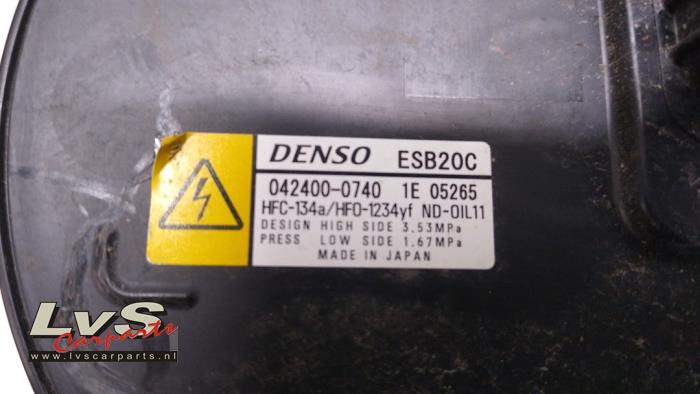 DENSO ESB20C
042400-0740 1E 05265
HFC-134a/HFO-1234yf ND-OIL11
DESIGN HIGH SIDE 3.53MPa
PRESS LOW SIDE 1.67MPa
MADE IN JAPAN
LvS
Carparts
www.lvscarparts.nl